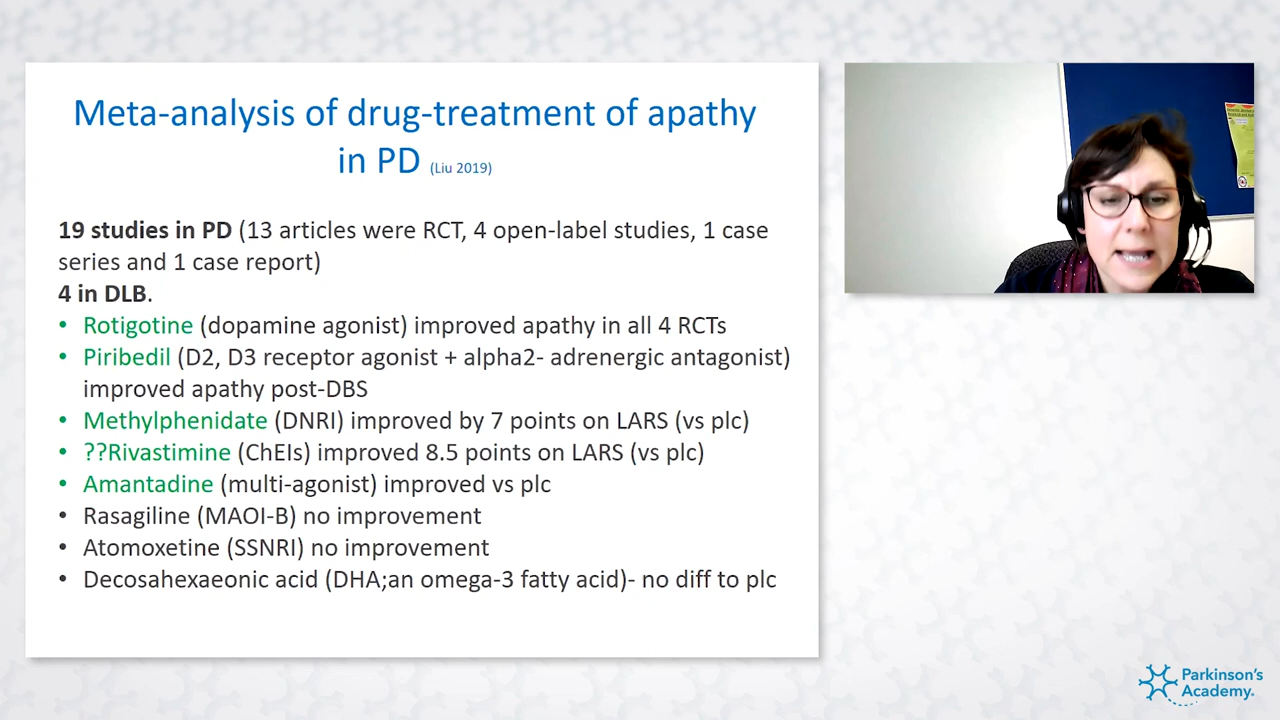 Meta-analysis of drug-treatment of apathy
in PD (Liu 2019)
19 studies in PD (13 articles were RCT, 4 open-label studies, 1 case
series and 1 case report)
4 in DLB.
• Rotigotine (dopamine agonist) improved apathy in all 4 RCTs
• Piribedil (D2, D3 receptor agonist + alpha2- adrenergic antagonist)
improved apathy post-DBS
• Methylphenidate (DNRI) improved by 7 points on LARS (vs plc)
• ??Rivastimine (ChEIs) improved 8.5 points on LARS (vs plc)
• Amantadine (multi-agonist) improved vs plc
• Rasagiline (MAOI-B) no improvement
• Atomoxetine (SSNRI) no improvement
• Decosahexaeonic acid (DHA;an omega-3 fatty acid)- no diff to plc
Parkinson's
Academy.